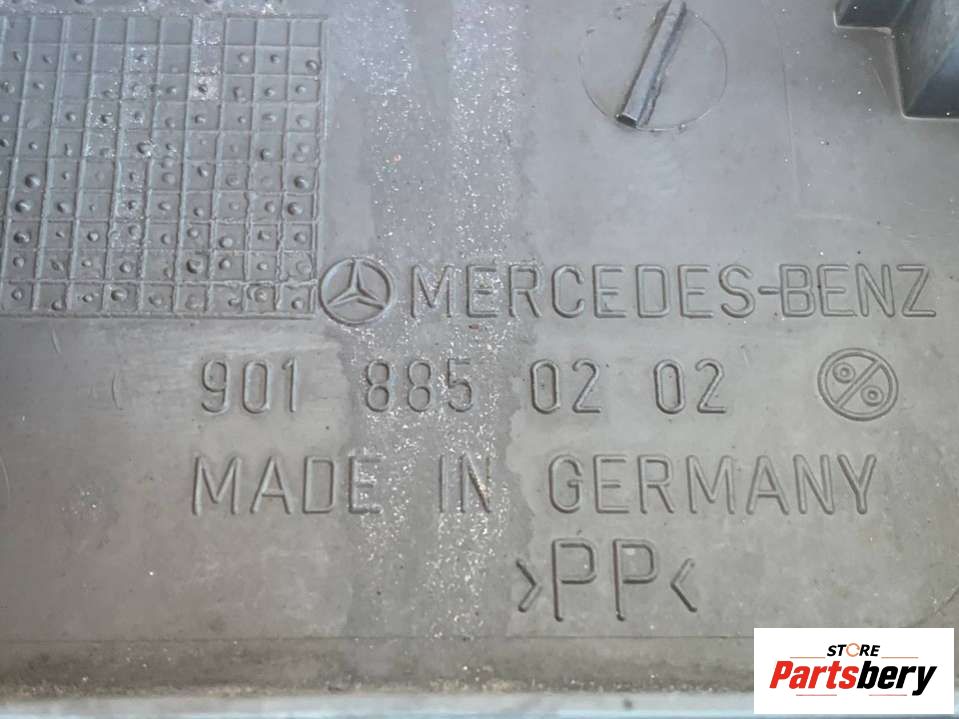 MERCEDES-BENZ
901 885 02 02
MADE IN GERMANY
>PP<
STORE
Partsbery